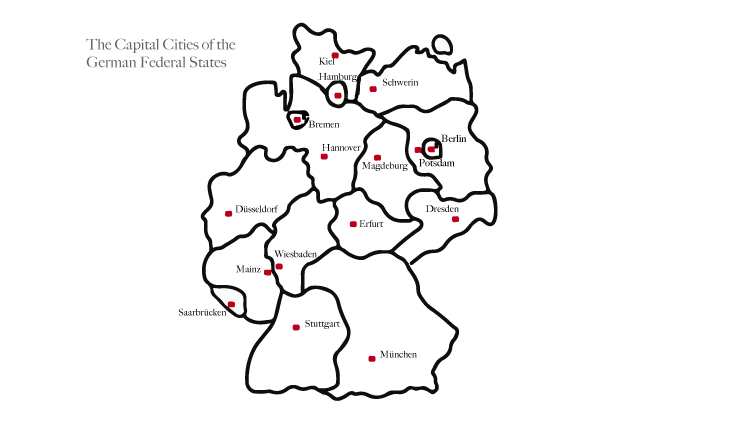 The Capital Cities of the
German Federal States
Kiel
Hamburg
Schwerin
Bremen
Berlin
Hannover
Magdeburg
Potsdam
Düsseldorf
Dresden
Erfurt
Wiesbaden
Mainz
Saarbrücken
Stuttgart
München